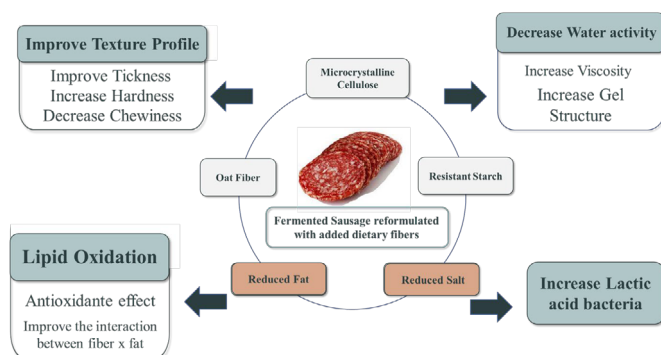 Improve Texture Profile
Improve Tickness
Increase Hardness
Decrease Chewiness
Decrease Water activity
Increase Viscosity
Increase Gel
Structure
Microcrystalline
Cellulose
Oat Fiber
Resistant Starch
Fermented Sausage reformulated
with added dietary fibers
Reduced Fat
Reduced Salt
Lipid Oxidation
Antioxidante effect
Improve the interaction
between fiber x fat
Increase Lactic
acid bacteria